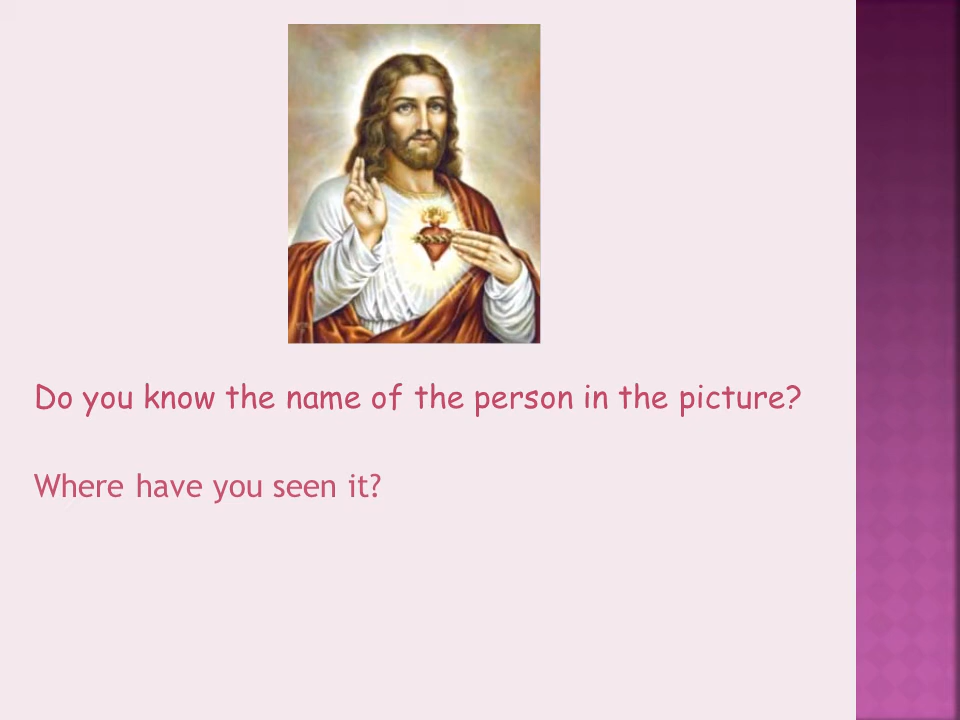 Do you know the name of the person in the picture?
Where have you seen it?